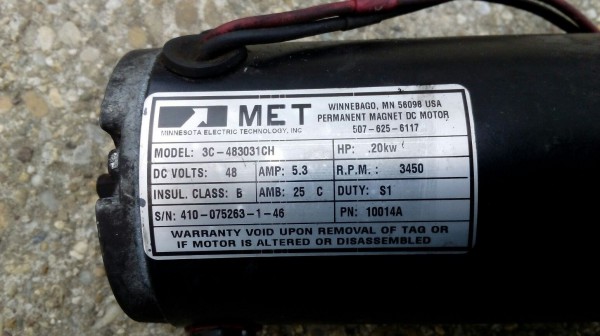 MET
WINNEBAGO, MN 56098 USA
PERMANENT MAGNET DC MOTOR
MINNESOTA ELECTRIC TECHNOLOGY, INC
507-625-6117
MODEL: 3C-483031CH HP: .20kw
DC VOLTS: 48 AMP: 5.3 R.P.M.: 3450
INSUL. CLASS: B AMB: 25 C DUTY: S1
S/N: 410-075263-1-46 PN: 10014A
WARRANTY VOID UPON REMOVAL OF TAG OR
IF MOTOR IS ALTERED OR DISASSEMBLED